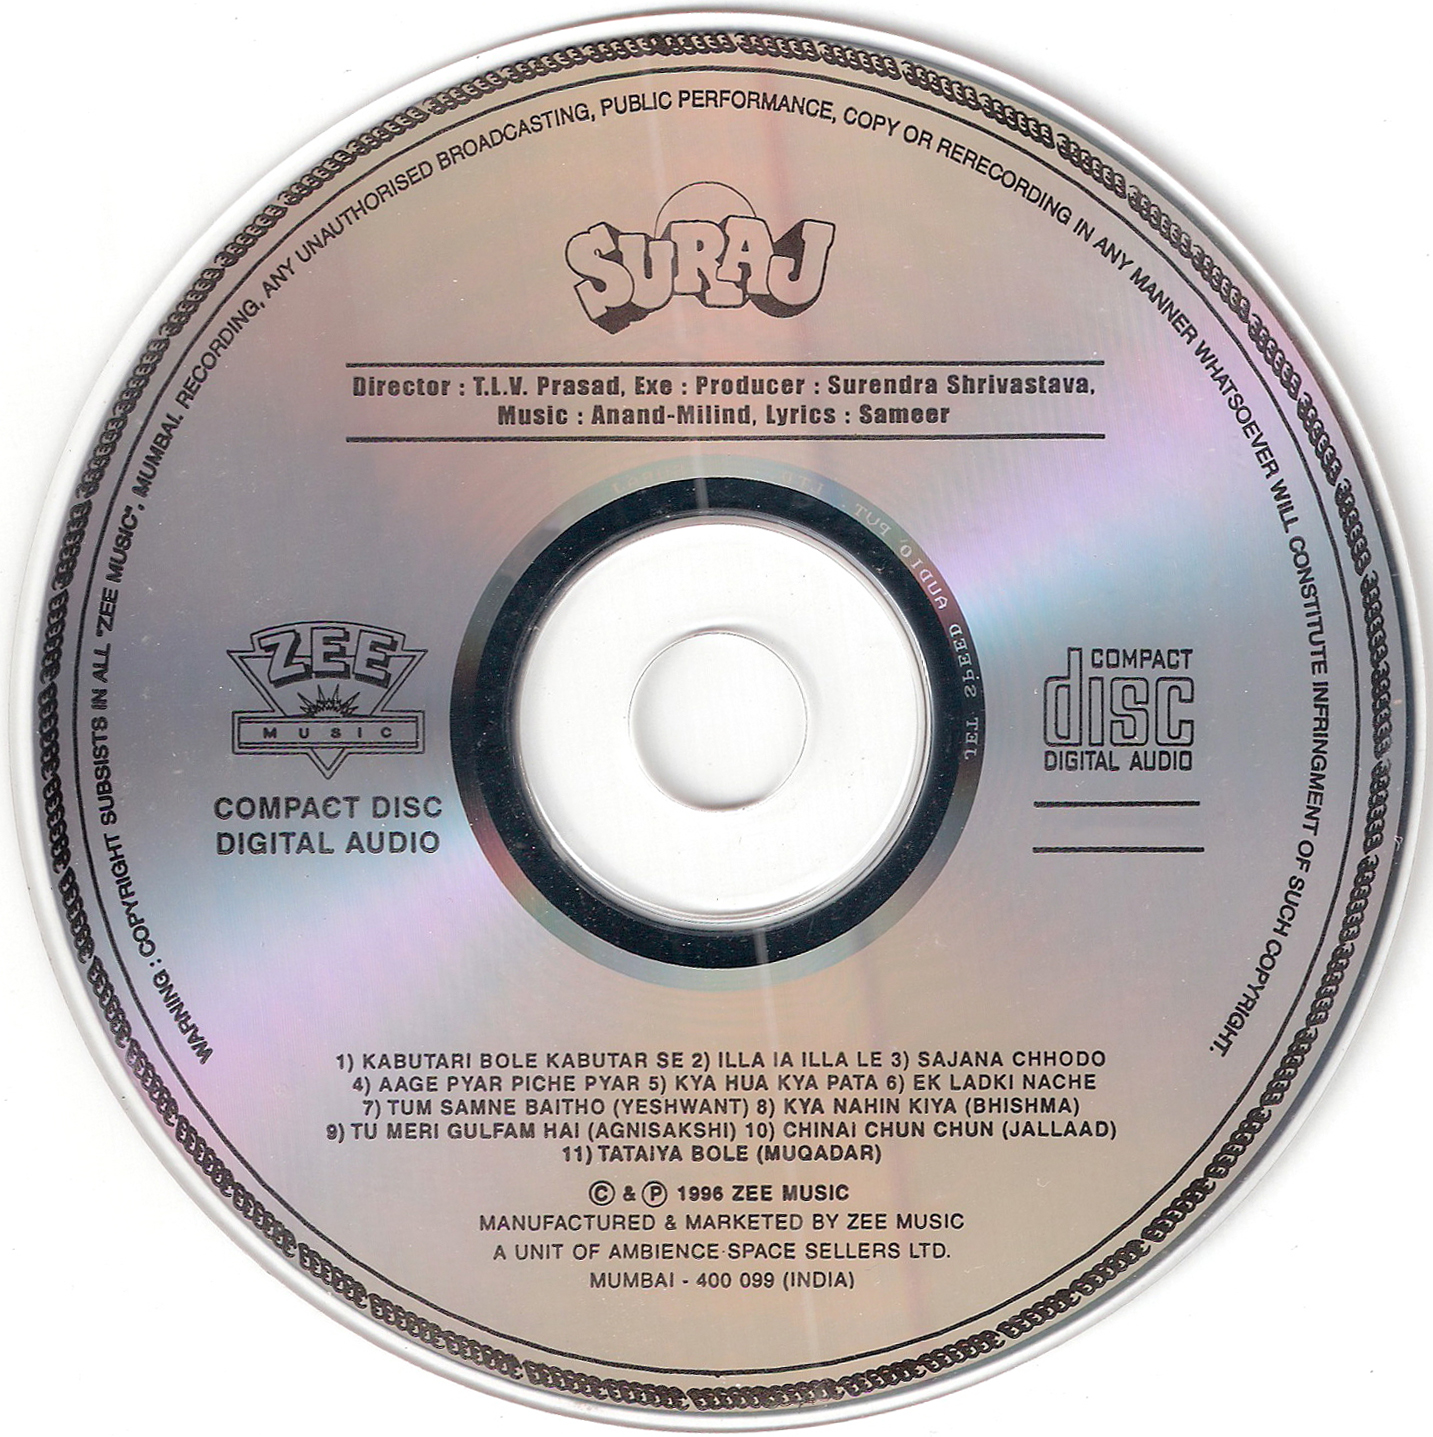 WARNING : COPYRIGHT SUBSISTS IN ALL "ZEE MUSIC", MUMBAI. RECORDING, ANY UNAUTHORISED BROADCASTING, PUBLIC PERFORMANCE, COPY OR RERECORDING IN ANY MANNER WHATSOEVER WILL CONSTITUTE INFRINGMENT OF SUCH COPYRIGHT.
SURAJ
Director : T.L.V. Prasad, Exe : Producer : Surendra Shrivastava,
Music : Anand-Milind, Lyrics : Sameer
JET SPEED AUDIO PVT. LTD.
ZEE
MUSIC
COMPACT DISC
DIGITAL AUDIO
COMPACT
disc
DIGITAL AUDIO
1) KABUTARI BOLE KABUTAR SE 2) ILLA IA ILLA LE 3) SAJANA CHHODO
4) AAGE PYAR PICHE PYAR 5) KYA HUA KYA PATA 6) EK LADKI NACHE
7) TUM SAMNE BAITHO (YESHWANT) 8) KYA NAHIN KIYA (BHISHMA)
9) TU MERI GULFAM HAI (AGNISAKSHI) 10) CHINAI CHUN CHUN (JALLAAD)
11) TATAIYA BOLE (MUQADAR)
© & ℗ 1996 ZEE MUSIC
MANUFACTURED & MARKETED BY ZEE MUSIC
A UNIT OF AMBIENCE-SPACE SELLERS LTD.
MUMBAI - 400 099 (INDIA)